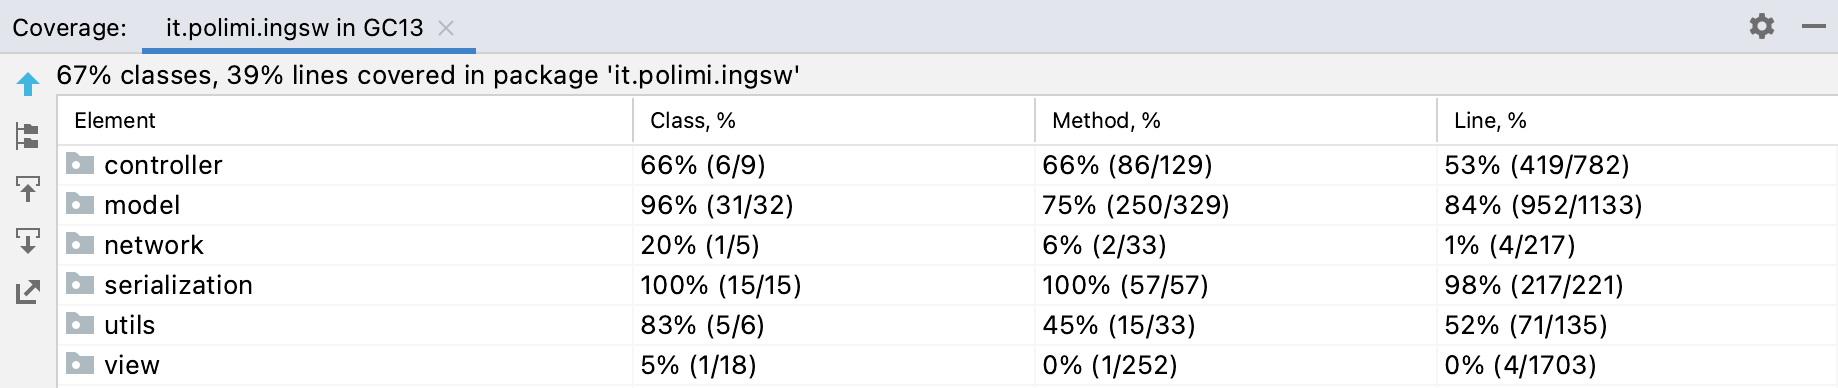 Coverage: it.polimi.ingsw in GC13
67% classes, 39% lines covered in package 'it.polimi.ingsw'
Element Class, % Method, % Line, %
controller 66% (6/9) 66% (86/129) 53% (419/782)
model 96% (31/32) 75% (250/329) 84% (952/1133)
network 20% (1/5) 6% (2/33) 1% (4/217)
serialization 100% (15/15) 100% (57/57) 98% (217/221)
utils 83% (5/6) 45% (15/33) 52% (71/135)
view 5% (1/18) 0% (1/252) 0% (4/1703)